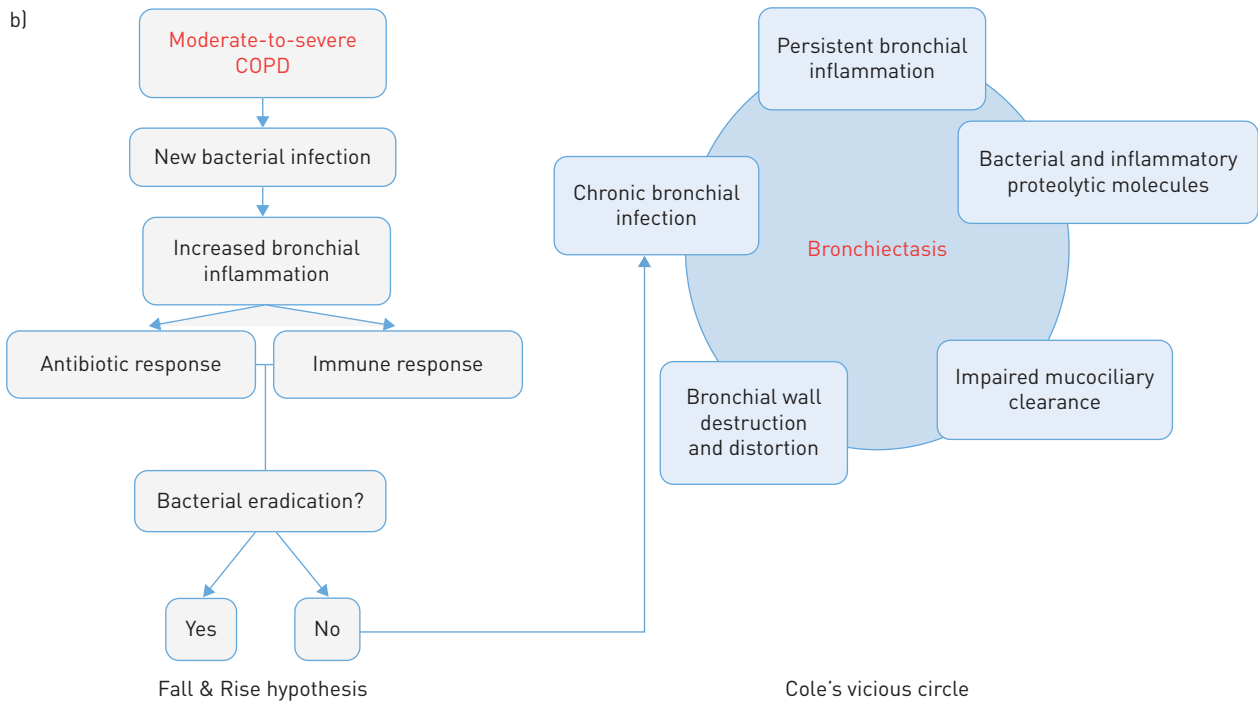 b)
Moderate-to-severe
COPD
New bacterial infection
Increased bronchial
inflammation
Antibiotic response
Immune response
Bacterial eradication?
Yes
No
Fall & Rise hypothesis
Persistent bronchial
inflammation
Bacterial and inflammatory
proteolytic molecules
Chronic bronchial
infection
Bronchiectasis
Impaired mucociliary
clearance
Bronchial wall
destruction
and distortion
Cole's vicious circle